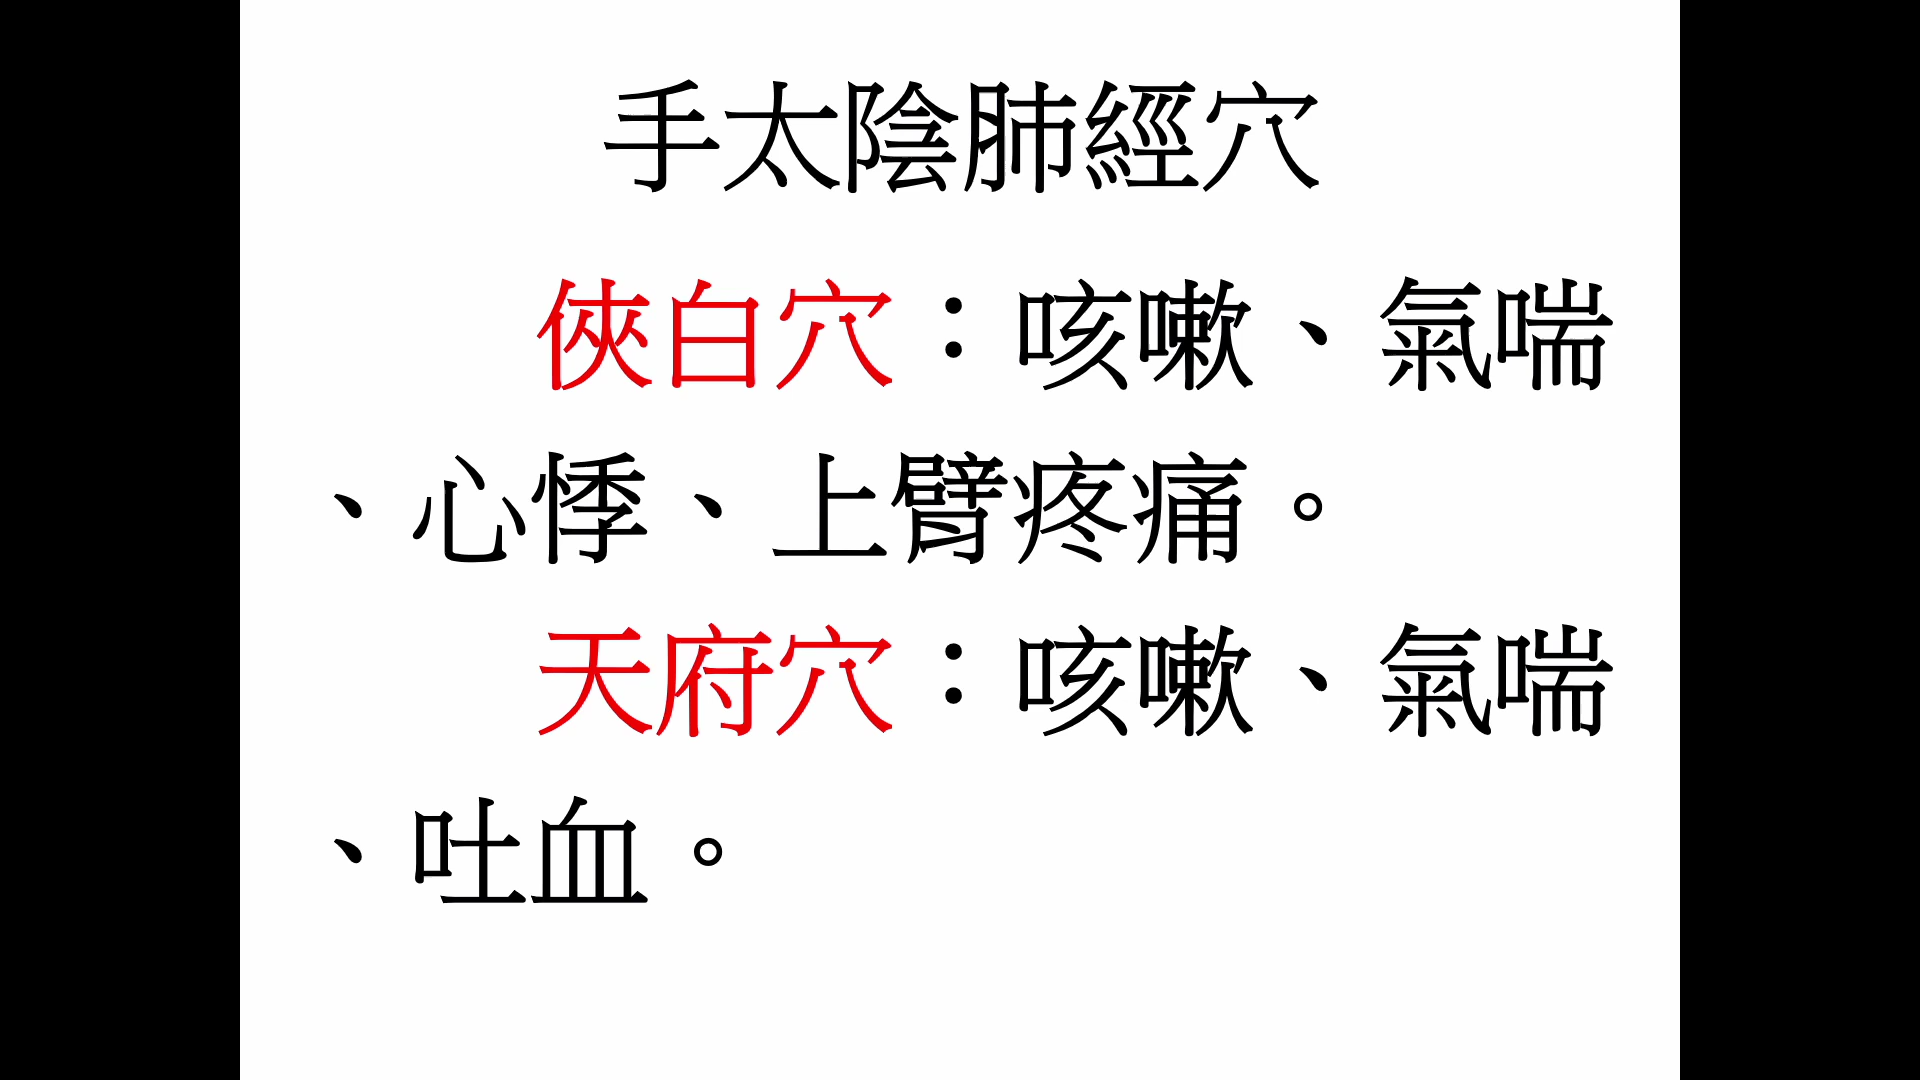 手太陰肺經穴
俠白穴：咳嗽、氣喘
、心悸、上臂疼痛。
天府穴：咳嗽、氣喘
、吐血。